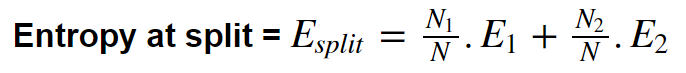 Entropy at split = E_split = N₁/N . E₁ + N₂/N . E₂